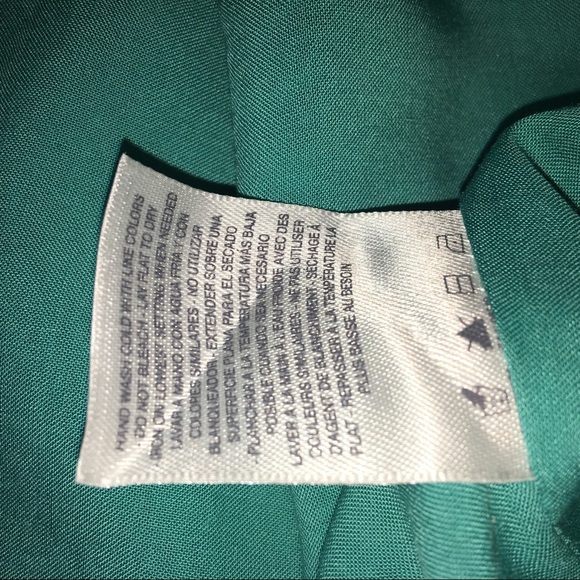 HAND WASH COLD WITH LIKE COLORS
- DO NOT BLEACH - LAY FLAT TO DRY
- IRON ON LOWEST SETTING WHEN NEEDED
LAVAR A MANO CON AGUA FRIA Y CON
COLORES SIMILARES - NO UTILIZAR
BLANQUEADOR - EXTENDER SOBRE UNA
SUPERFICIE PLANA PARA EL SECADO
- PLANCHAR A LA TEMPERATURA MAS BAJA
POSIBLE CUANDO SEA NECESARIO
LAVER A LA MAIN A L'EAU FROIDE AVEC DES
COULEURS SIMILAIRES - NE PAS UTILISER
D'AGENT DE BLANCHIMENT - SECHAGE À
PLAT - REPASSER À LA TEMPERATURE LA
PLUS BASSE AU BESOIN